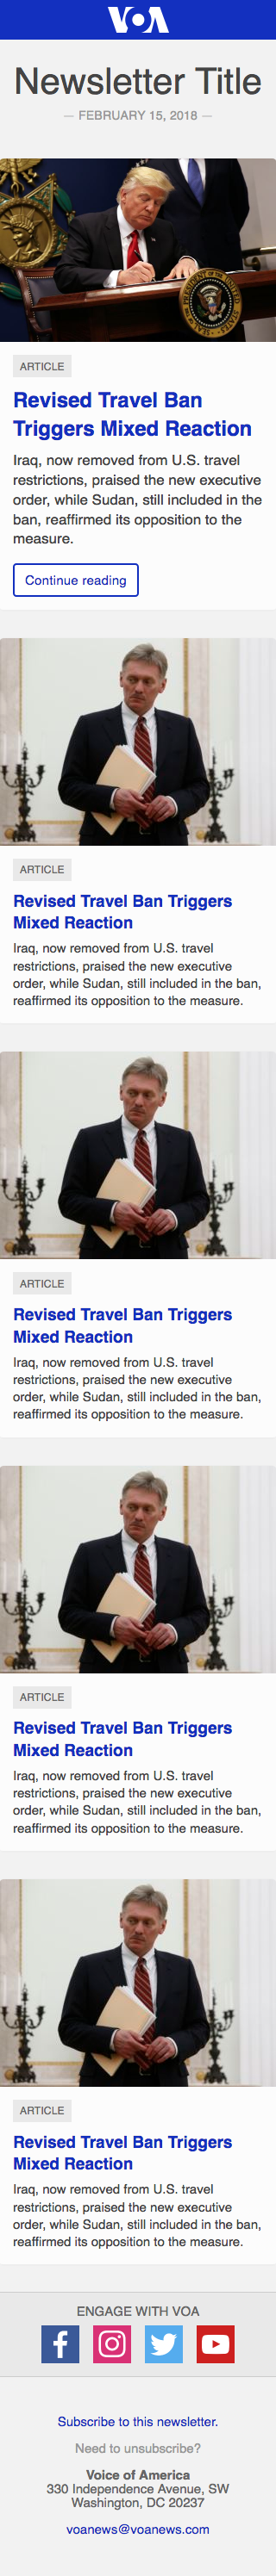 VOA
Newsletter Title
— FEBRUARY 15, 2018 —
ARTICLE
Revised Travel Ban
Triggers Mixed Reaction
Iraq, now removed from U.S. travel
restrictions, praised the new executive
order, while Sudan, still included in the
ban, reaffirmed its opposition to the
measure.
Continue reading
ARTICLE
Revised Travel Ban Triggers
Mixed Reaction
Iraq, now removed from U.S. travel
restrictions, praised the new executive
order, while Sudan, still included in the ban,
reaffirmed its opposition to the measure.
ARTICLE
Revised Travel Ban Triggers
Mixed Reaction
Iraq, now removed from U.S. travel
restrictions, praised the new executive
order, while Sudan, still included in the ban,
reaffirmed its opposition to the measure.
ARTICLE
Revised Travel Ban Triggers
Mixed Reaction
Iraq, now removed from U.S. travel
restrictions, praised the new executive
order, while Sudan, still included in the ban,
reaffirmed its opposition to the measure.
ARTICLE
Revised Travel Ban Triggers
Mixed Reaction
Iraq, now removed from U.S. travel
restrictions, praised the new executive
order, while Sudan, still included in the ban,
reaffirmed its opposition to the measure.
ENGAGE WITH VOA
Subscribe to this newsletter.
Need to unsubscribe?
Voice of America
330 Independence Avenue, SW
Washington, DC 20237
voanews@voanews.com